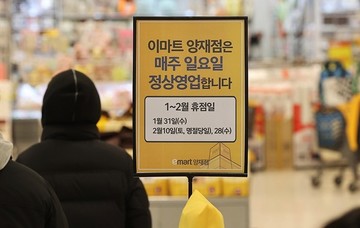 이마트 양재점은
매주 일요일
정상영업합니다
1~2월 휴점일
1월 31일(수)
2월10일(토, 명절당일), 28(수)
emart 양재점